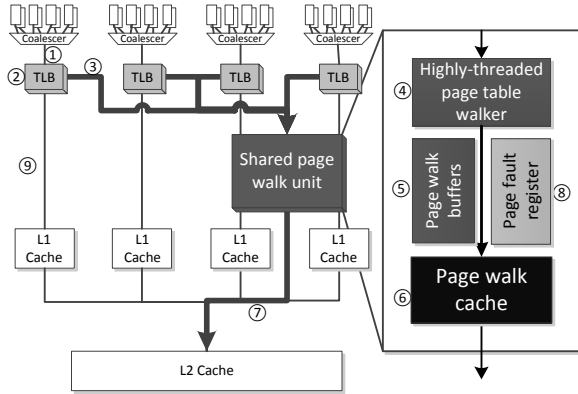 Coalescer Coalescer Coalescer Coalescer
①
② TLB ③ TLB TLB TLB
④ Highly-threaded
page table
walker
Shared page
walk unit
⑤ Page walk
buffers
Page fault
register
⑧
⑨
L1
Cache
L1
Cache
L1
Cache
L1
Cache
⑥ Page walk
cache
⑦
L2 Cache